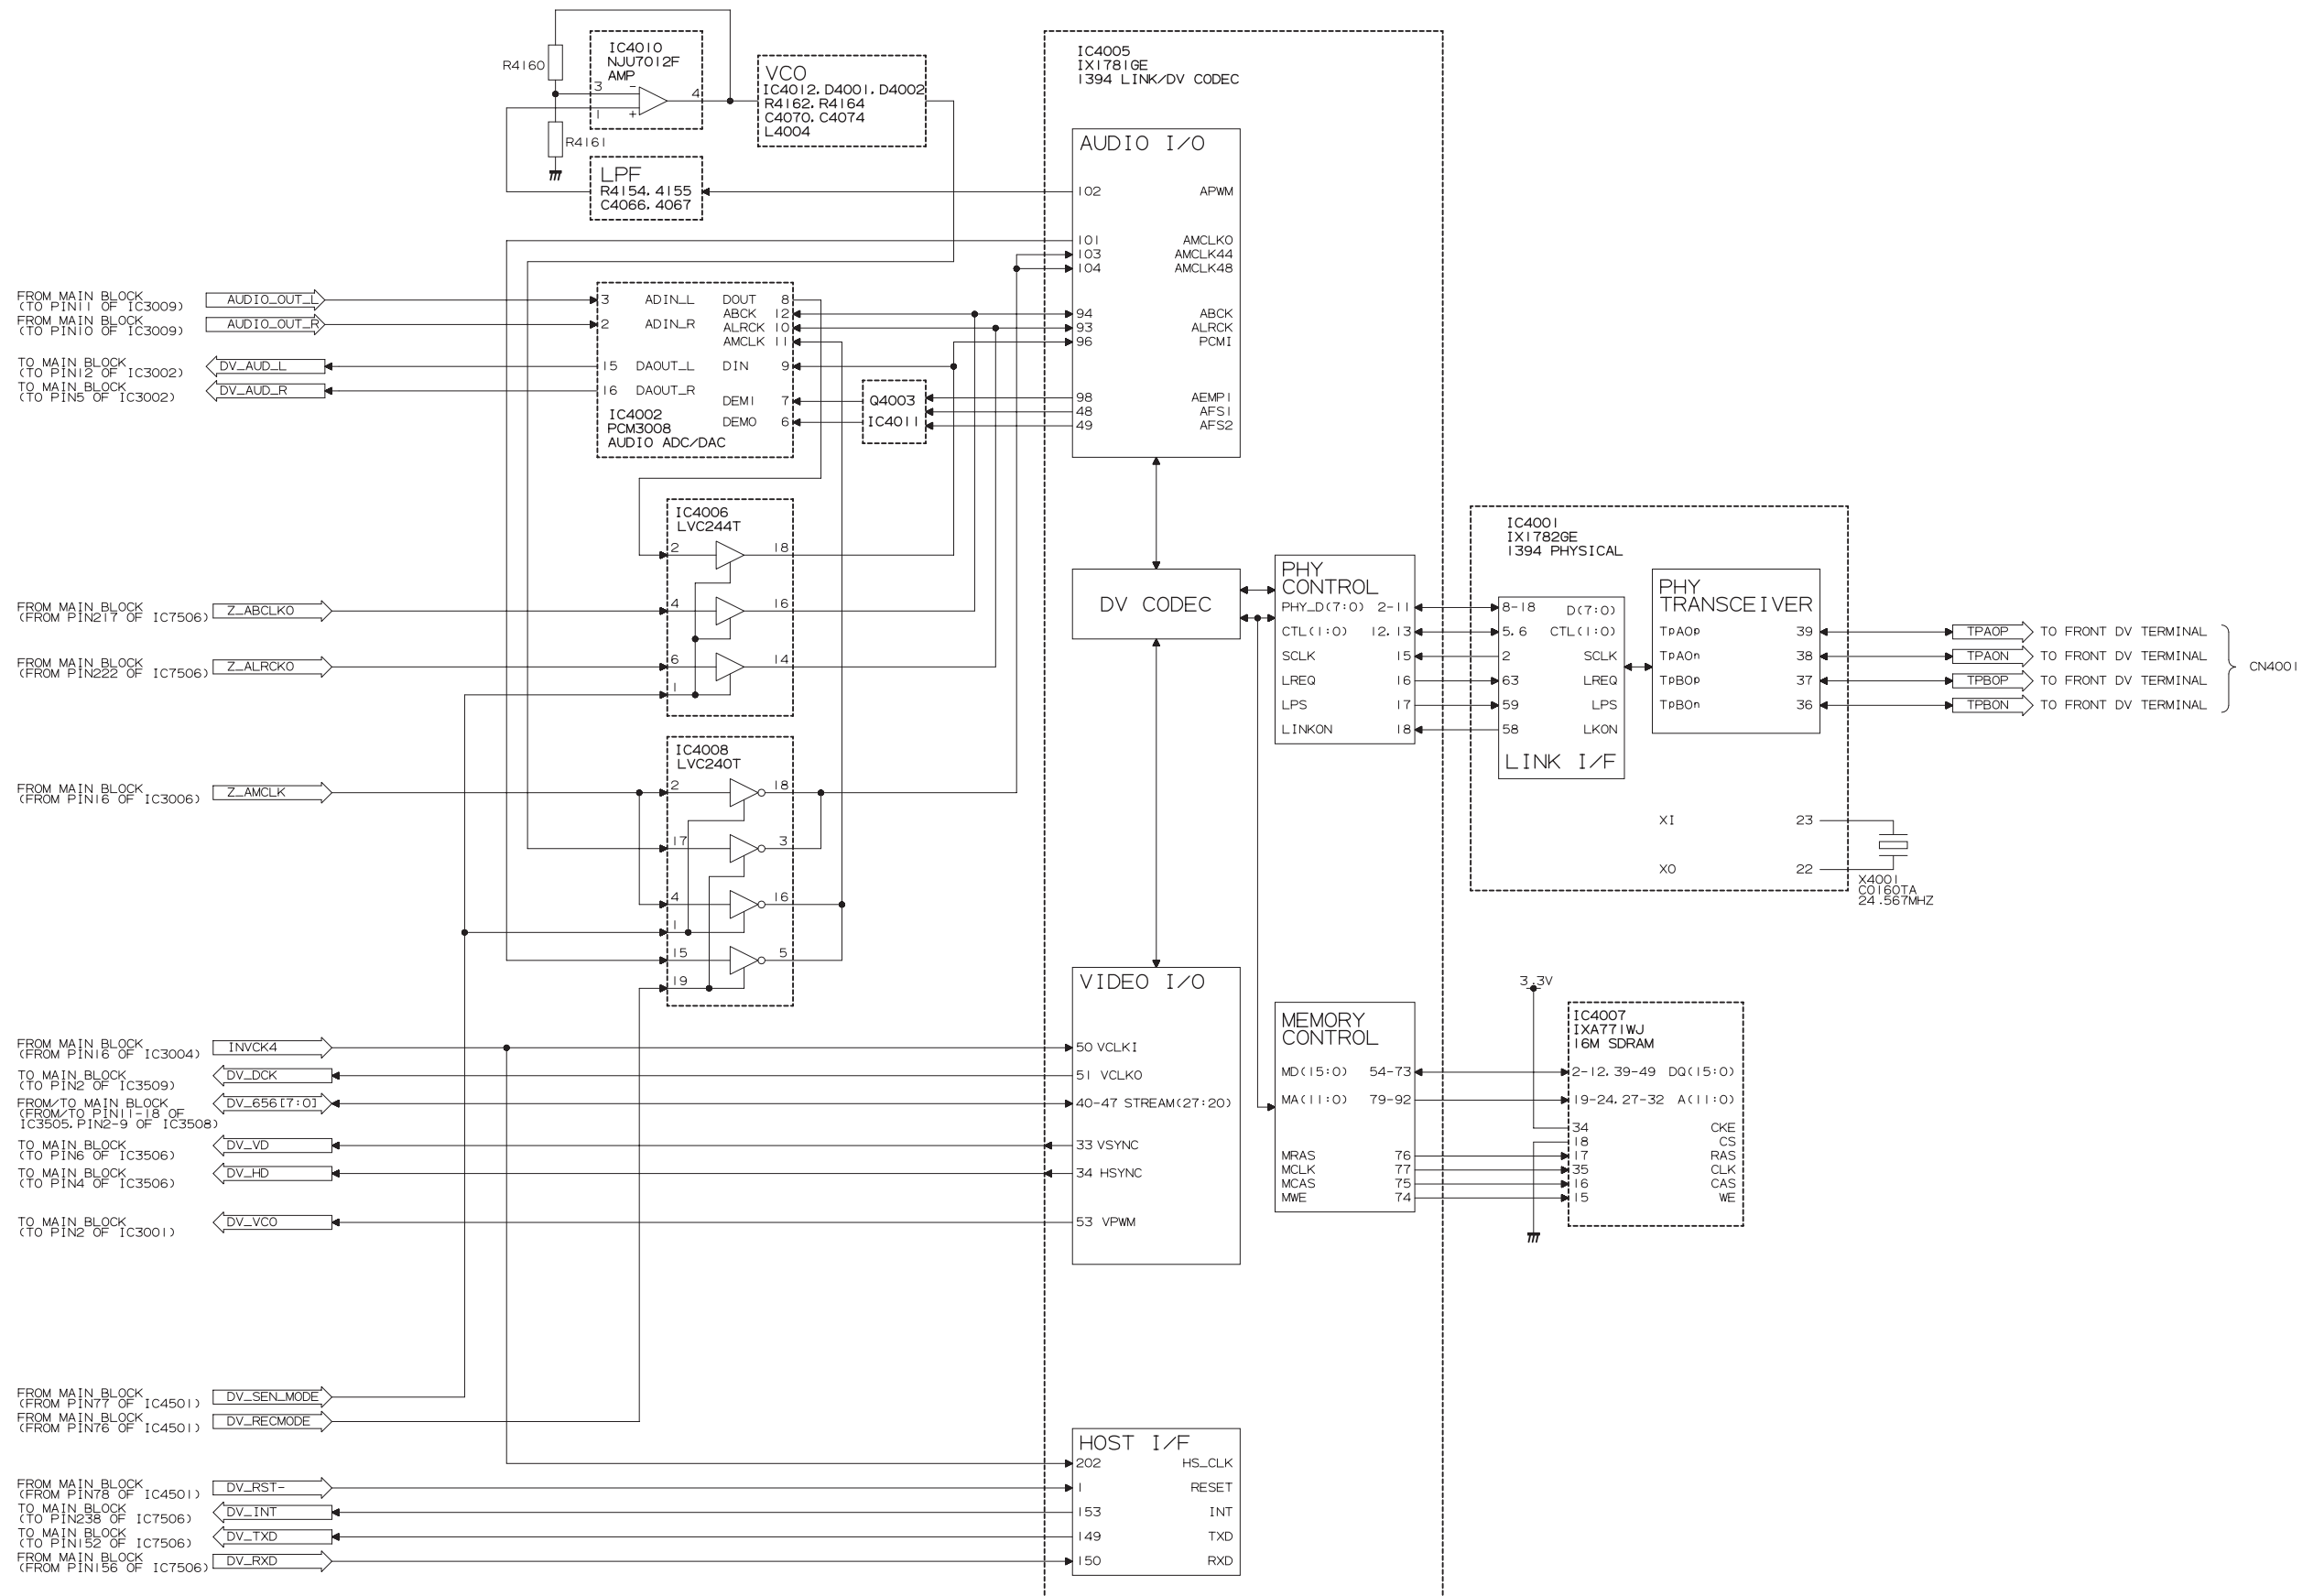 IC4010
NJU7012F
AMP
R4160
3
-
4
1
+
R4161
VCO
IC4012. D4001. D4002
R4162. R4164
C4070. C4074
L4004
LPF
R4154. 4155
C4066. 4067
IC4005
IX1781GE
1394 LINK/DV CODEC
AUDIO I/O
102 APWM
101 AMCLKO
103 AMCLK44
104 AMCLK48
94 ABCK
93 ALRCK
96 PCMI
98 AEMP1
48 AFS1
49 AFS2
FROM MAIN BLOCK
(TO PIN11 OF IC3009)
AUDIO_OUT_L
FROM MAIN BLOCK
(TO PIN10 OF IC3009)
AUDIO_OUT_R
TO MAIN BLOCK
(TO PIN12 OF IC3002)
DV_AUD_L
TO MAIN BLOCK
(TO PIN5 OF IC3002)
DV_AUD_R
3 ADIN_L DOUT 8
ABCK 12
2 ADIN_R ALRCK 10
AMCLK 11
15 DAOUT_L DIN 9
16 DAOUT_R
DEM1 7
DEM0 6
IC4002
PCM3008
AUDIO ADC/DAC
Q4003
IC4011
IC4006
LVC244T
2 18
4 16
6 14
1
FROM MAIN BLOCK
(FROM PIN217 OF IC7506)
Z_ABCLKO
FROM MAIN BLOCK
(FROM PIN222 OF IC7506)
Z_ALRCKO
IC4008
LVC240T
2 18
17 3
4 16
1
15 5
19
FROM MAIN BLOCK
(FROM PIN16 OF IC3006)
Z_AMCLK
DV CODEC
PHY
CONTROL
PHY_D(7:0) 2-11
CTL(1:0) 12. 13
SCLK 15
LREQ 16
LPS 17
LINKON 18
IC4001
IX1782GE
1394 PHYSICAL
8-18 D(7:0)
5. 6 CTL(1:0)
2 SCLK
63 LREQ
59 LPS
58 LKON
LINK I/F
PHY
TRANSCEIVER
TpA0p 39
TpA0n 38
TpB0p 37
TpB0n 36
XI 23
XO 22
TPA0P TO FRONT DV TERMINAL
TPA0N TO FRONT DV TERMINAL
TPB0P TO FRONT DV TERMINAL
TPB0N TO FRONT DV TERMINAL
CN4001
X4001
C0160TA
24.567MHZ
VIDEO I/O
50 VCLKI
51 VCLKO
40-47 STREAM(27:20)
33 VSYNC
34 HSYNC
53 VPWM
FROM MAIN BLOCK
(FROM PIN16 OF IC3004)
INVCK4
TO MAIN BLOCK
(TO PIN2 OF IC3509)
DV_DCK
FROM/TO MAIN BLOCK
(FROM/TO PIN11-18 OF
IC3505. PIN2-9 OF IC3508)
DV_656[7:0]
TO MAIN BLOCK
(TO PIN6 OF IC3506)
DV_VD
TO MAIN BLOCK
(TO PIN4 OF IC3506)
DV_HD
TO MAIN BLOCK
(TO PIN2 OF IC3001)
DV_VCO
MEMORY
CONTROL
MD(15:0) 54-73
MA(11:0) 79-92
MRAS 76
MCLK 77
MCAS 75
MWE 74
3.3V
IC4007
IXA771WJ
16M SDRAM
2-12. 39-49 DQ(15:0)
19-24. 27-32 A(11:0)
34 CKE
18 CS
17 RAS
35 CLK
16 CAS
15 WE
FROM MAIN BLOCK
(FROM PIN77 OF IC4501)
DV_SEN_MODE
FROM MAIN BLOCK
(FROM PIN76 OF IC4501)
DV_RECMODE
HOST I/F
202 HS_CLK
1 RESET
153 INT
149 TXD
150 RXD
FROM MAIN BLOCK
(FROM PIN78 OF IC4501)
DV_RST-
TO MAIN BLOCK
(TO PIN238 OF IC7506)
DV_INT
TO MAIN BLOCK
(TO PIN152 OF IC7506)
DV_TXD
FROM MAIN BLOCK
(FROM PIN156 OF IC7506)
DV_RXD